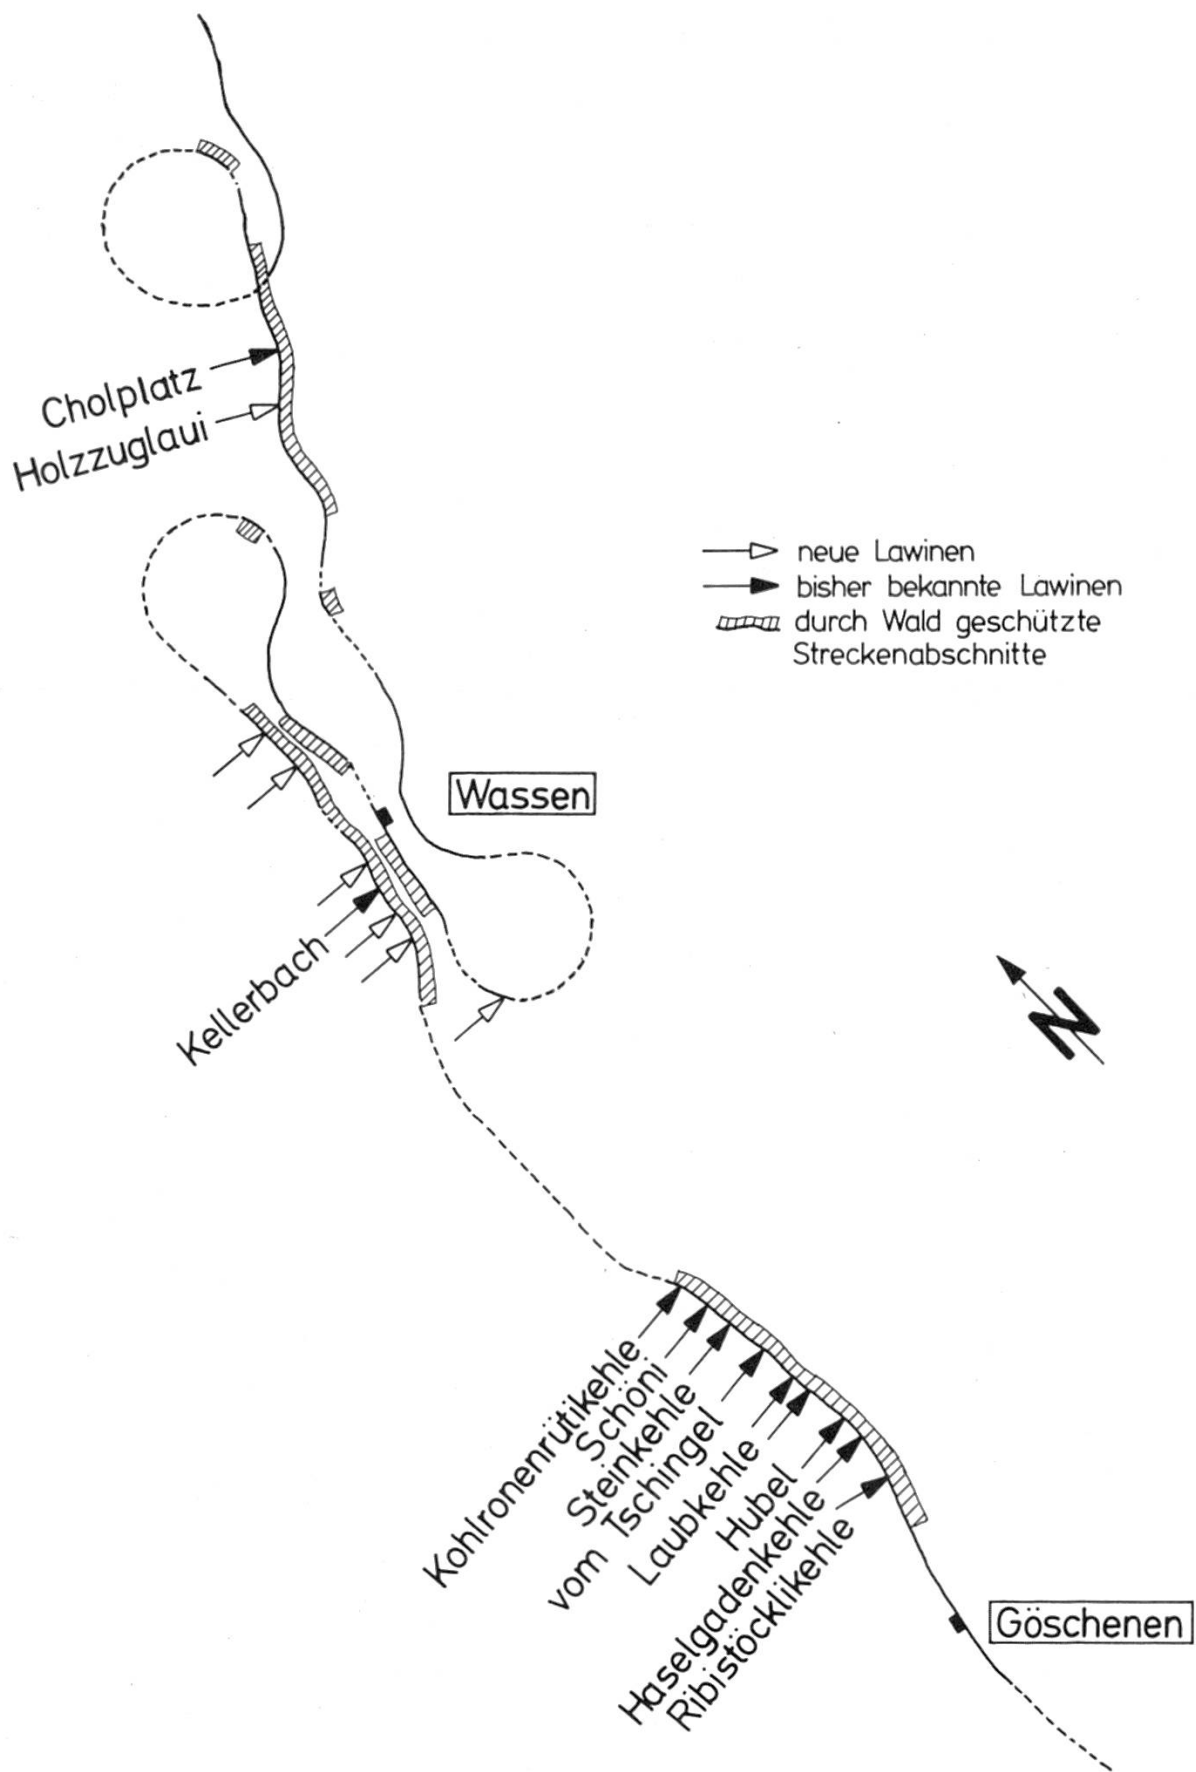 Cholplatz
Holzzuglaui
neue Lawinen
bisher bekannte Lawinen
durch Wald geschützte
Streckenabschnitte
Wassen
Kellerbach
N
Kohlronenrütikehle
Schöni
Steinkehle
vom Tschingel
Laubkehle
Hubel
Haselgadenkehle
Ribistöcklikehle
Göschenen